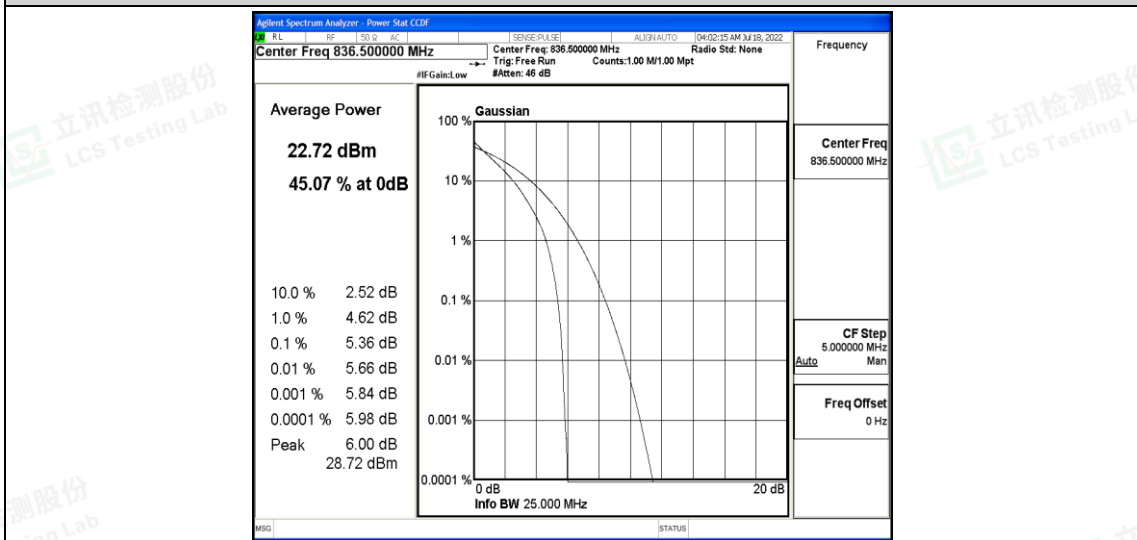 Agilent Spectrum Analyzer - Power Stat CCDF
RL RF 50 Ω AC SENSE:PULSE ALIGNAUTO 04:02:15 AM Jul 18, 2022
Center Freq 836.500000 MHz
Center Freq: 836.500000 MHz Radio Std: None
Trig: Free Run Counts:1.00 M/1.00 Mpt
#IFGain:Low #Atten: 46 dB
Frequency
Average Power
22.72 dBm
45.07 % at 0dB
10.0 % 2.52 dB
1.0 % 4.62 dB
0.1 % 5.36 dB
0.01 % 5.66 dB
0.001 % 5.84 dB
0.0001 % 5.98 dB
Peak 6.00 dB
28.72 dBm
Gaussian
100 %
10 %
1 %
0.1 %
0.01 %
0.001 %
0.0001 %
0 dB 20 dB
Info BW 25.000 MHz
Center Freq
836.500000 MHz
CF Step
5.000000 MHz
Auto Man
Freq Offset
0 Hz
MSG STATUS
立讯检测股份
LCS Testing Lab
立讯检测股份
LCS Testing L
测股份
ing Lab